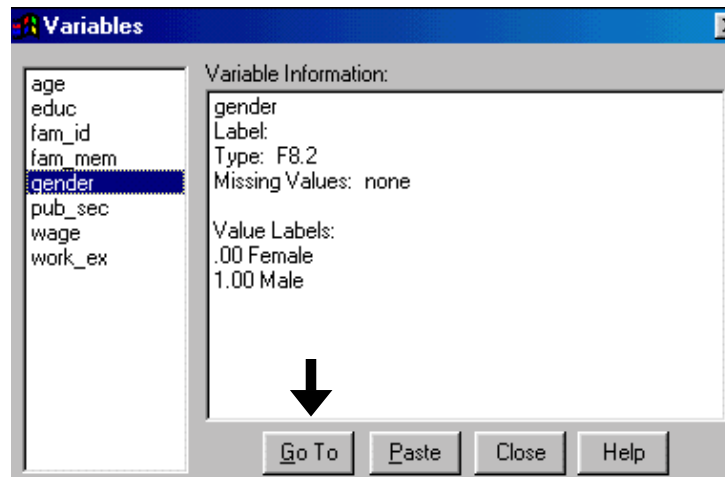 Variables
age
educ
fam_id
fam_mem
gender
pub_sec
wage
work_ex
Variable Information:
gender
Label:
Type: F8.2
Missing Values: none
Value Labels:
.00 Female
1.00 Male
Go To Paste Close Help